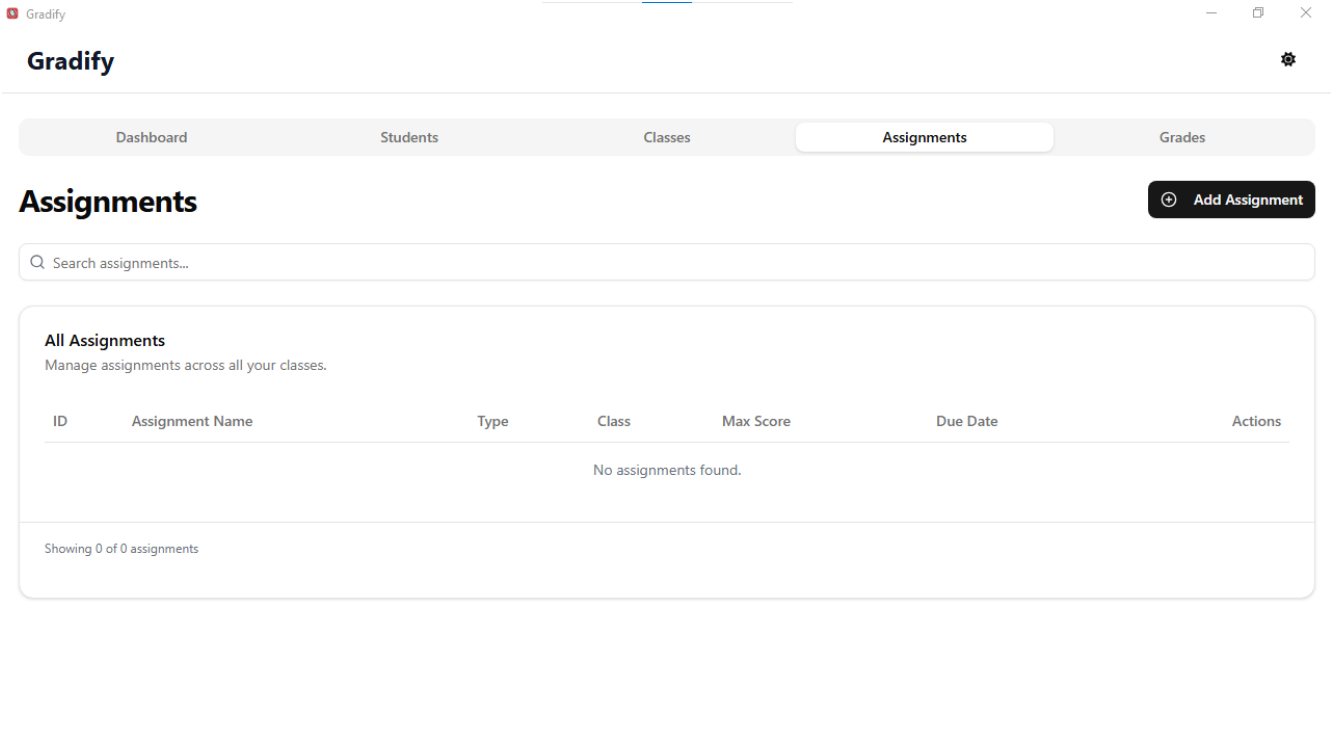 Gradify
Gradify
Dashboard Students Classes Assignments Grades
Assignments
Add Assignment
Search assignments...
All Assignments
Manage assignments across all your classes.
ID Assignment Name Type Class Max Score Due Date Actions
No assignments found.
Showing 0 of 0 assignments